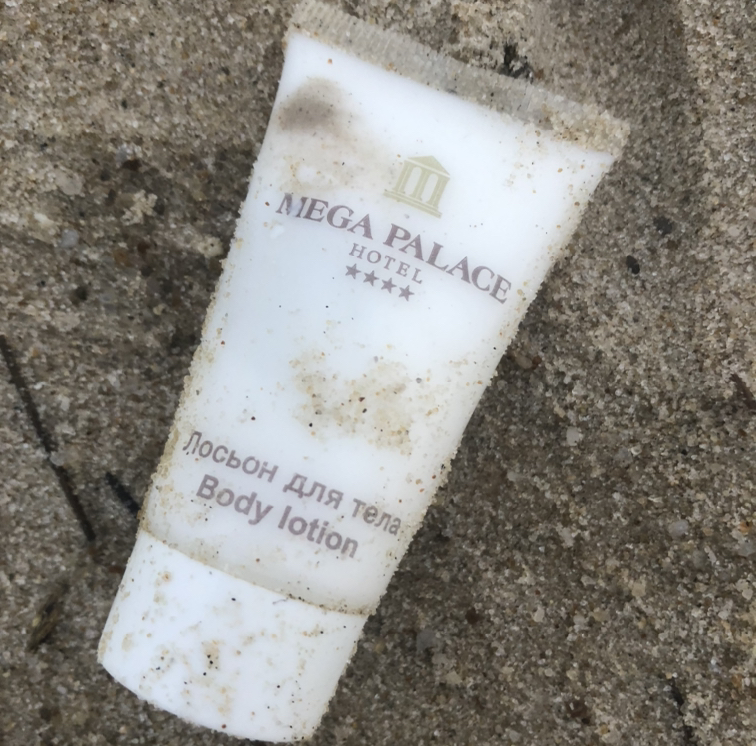 MEGA PALACE
HOTEL
★★★★
Лосьон для тела
Body lotion